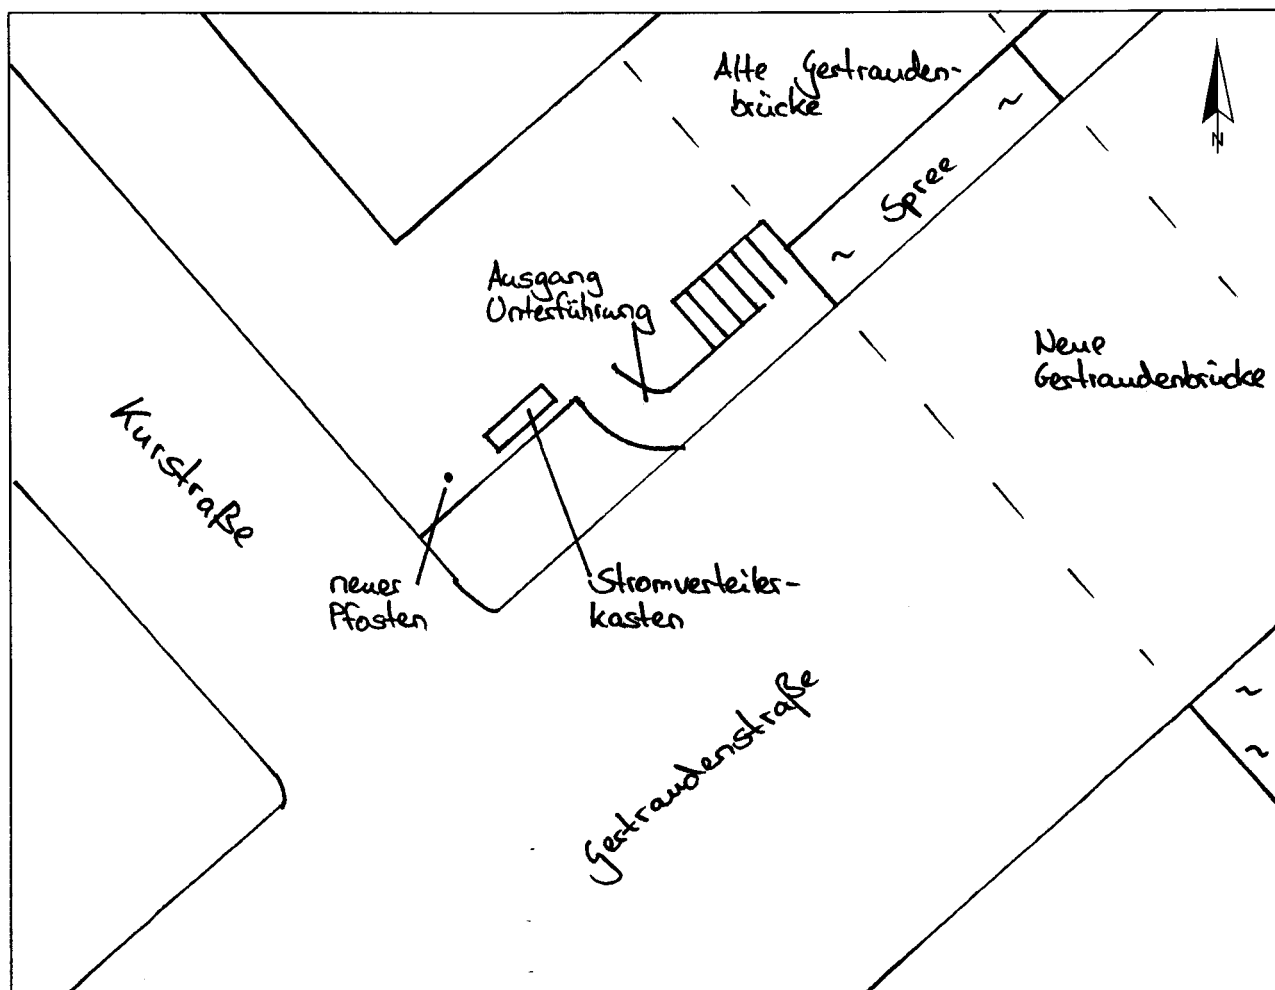 Alte Gertrauden-
brücke
N
Spree
Ausgang
Unterführung
Neue
Gertraudenbrücke
Kurstraße
neuer
Pfosten
Stromverteiler-
kasten
Gertraudenstraße